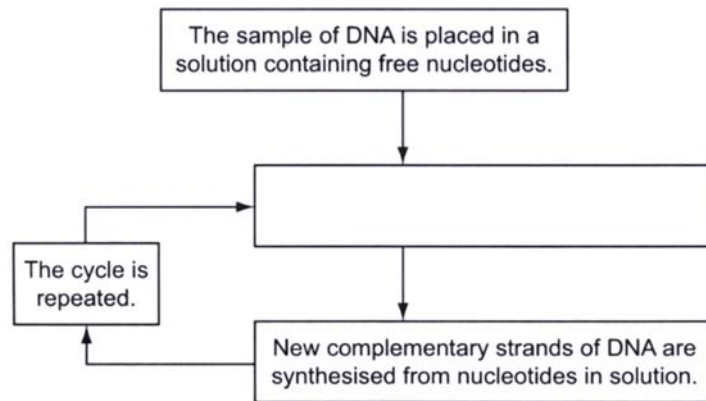 The sample of DNA is placed in a
solution containing free nucleotides.
The cycle is
repeated.
New complementary strands of DNA are
synthesised from nucleotides in solution.